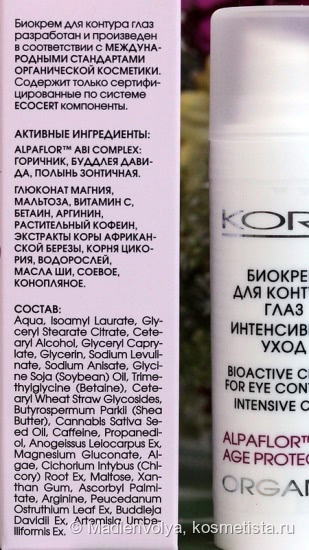 Биокрем для контура глаз
разработан и произведен
в соответствии с МЕЖДУНА-
РОДНЫМИ СТАНДАРТАМИ
ОРГАНИЧЕСКОЙ КОСМЕТИКИ.
Содержит только сертифи-
цированные по системе
ECOCERT компоненты.
АКТИВНЫЕ ИНГРЕДИЕНТЫ:
ALPAFLOR™ ABI COMPLEX:
ГОРИЧНИК, БУДДЛЕЯ ДАВИ-
ДА, ПОЛЫНЬ ЗОНТИЧНАЯ.
ГЛЮКОНАТ МАГНИЯ,
МАЛЬТОЗА, ВИТАМИН С,
БЕТАИН, АРГИНИН,
РАСТИТЕЛЬНЫЙ КОФЕИН,
ЭКСТРАКТЫ КОРЫ АФРИКАН-
СКОЙ БЕРЕЗЫ, КОРНЯ ЦИКО-
РИЯ, ВОДОРОСЛЕЙ,
МАСЛА ШИ, СОЕВОЕ,
КОНОПЛЯНОЕ.
СОСТАВ:
Aqua, Isoamyl Laurate, Gly-
ceryl Stearate Citrate, Cete-
aryl Alcohol, Glyceryl Capry-
late, Glycerin, Sodium Levuli-
nate, Sodium Anisate, Glyci-
ne Soja (Soybean) Oil, Trime-
thylglycine (Betaine), Cete-
aryl Wheat Straw Glycosides,
Butyrospermum Parkii (Shea
Butter), Cannabis Sativa Se-
ed Oil, Caffeine, Propanedi-
ol, Anogeissus Leiocarpus Ex,
Magnesium Gluconate, Al-
gae, Cichorium Intybus (Chi-
cory) Root Ex, Maltose, Xan-
than Gum, Ascorbyl Palmi-
tate, Arginine, Peucedanum
Ostruthium Leaf Ex, Buddleja
Davidii Ex, Artemisia Umbe-
lliformis Ex.
KOR
БИОКРЕМ
ДЛЯ КОНТУ
ГЛАЗ
ИНТЕНСИВН
УХОД
BIOACTIVE C
FOR EYE CONT
INTENSIVE C
ALPAFLOR™
AGE PROTEC
ORGAN
© Madlenvolya, kosmetista.ru